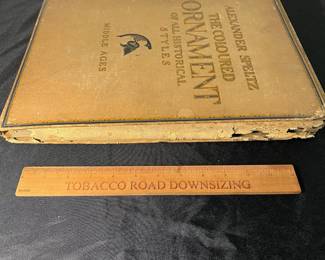 ALEXANDER SPELTZ
THE COLOURED
ORNAMENT
OF ALL HISTORICAL
STYLES
MIDDLE AGES
TOBACCO ROAD DOWNSIZING